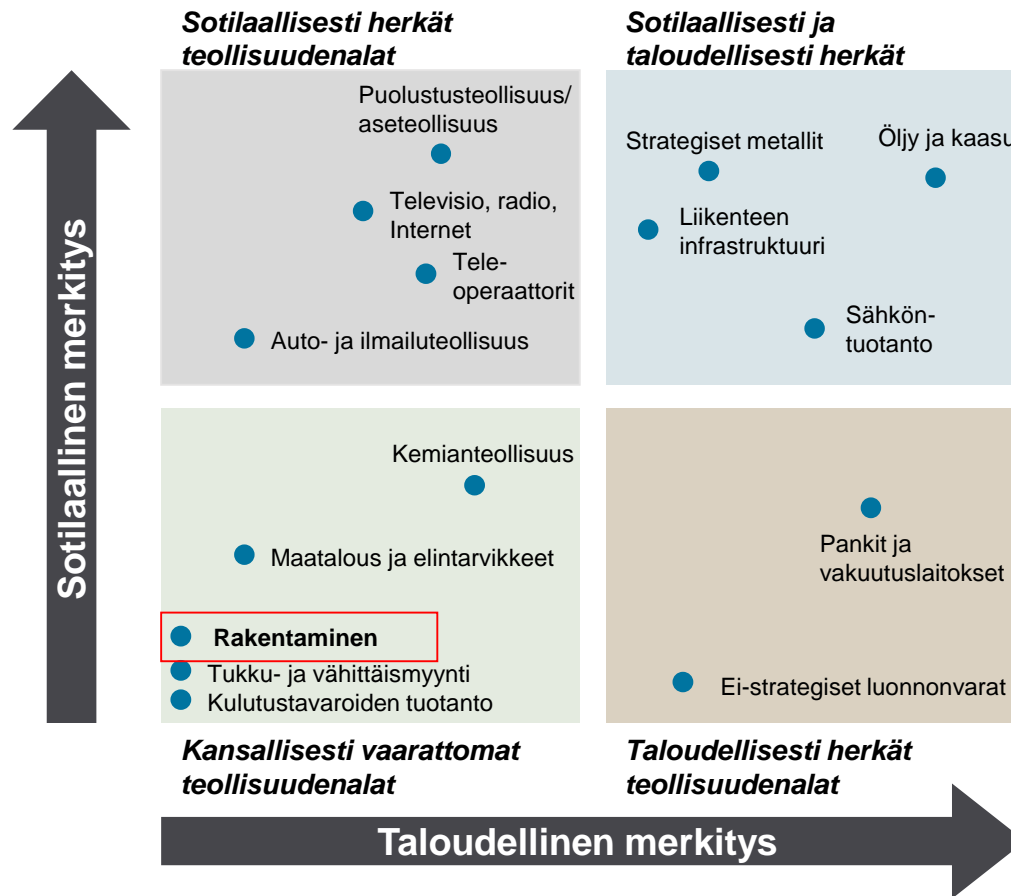 Sotilaallisesti herkät
teollisuudenalat
Sotilaallisesti ja
taloudellisesti herkät
Puolustusteollisuus/
aseteollisuus
Televisio, radio,
Internet
Tele-
operaattorit
Auto- ja ilmailuteollisuus
Strategiset metallit
Öljy ja kaasu
Liikenteen
infrastruktuuri
Sähkön-
tuotanto
Sotilaallinen merkitys
Kemianteollisuus
Maatalous ja elintarvikkeet
Rakentaminen
Tukku- ja vähittäismyynti
Kulutustavaroiden tuotanto
Pankit ja
vakuutuslaitokset
Ei-strategiset luonnonvarat
Kansallisesti vaarattomat
teollisuudenalat
Taloudellisesti herkät
teollisuudenalat
Taloudellinen merkitys